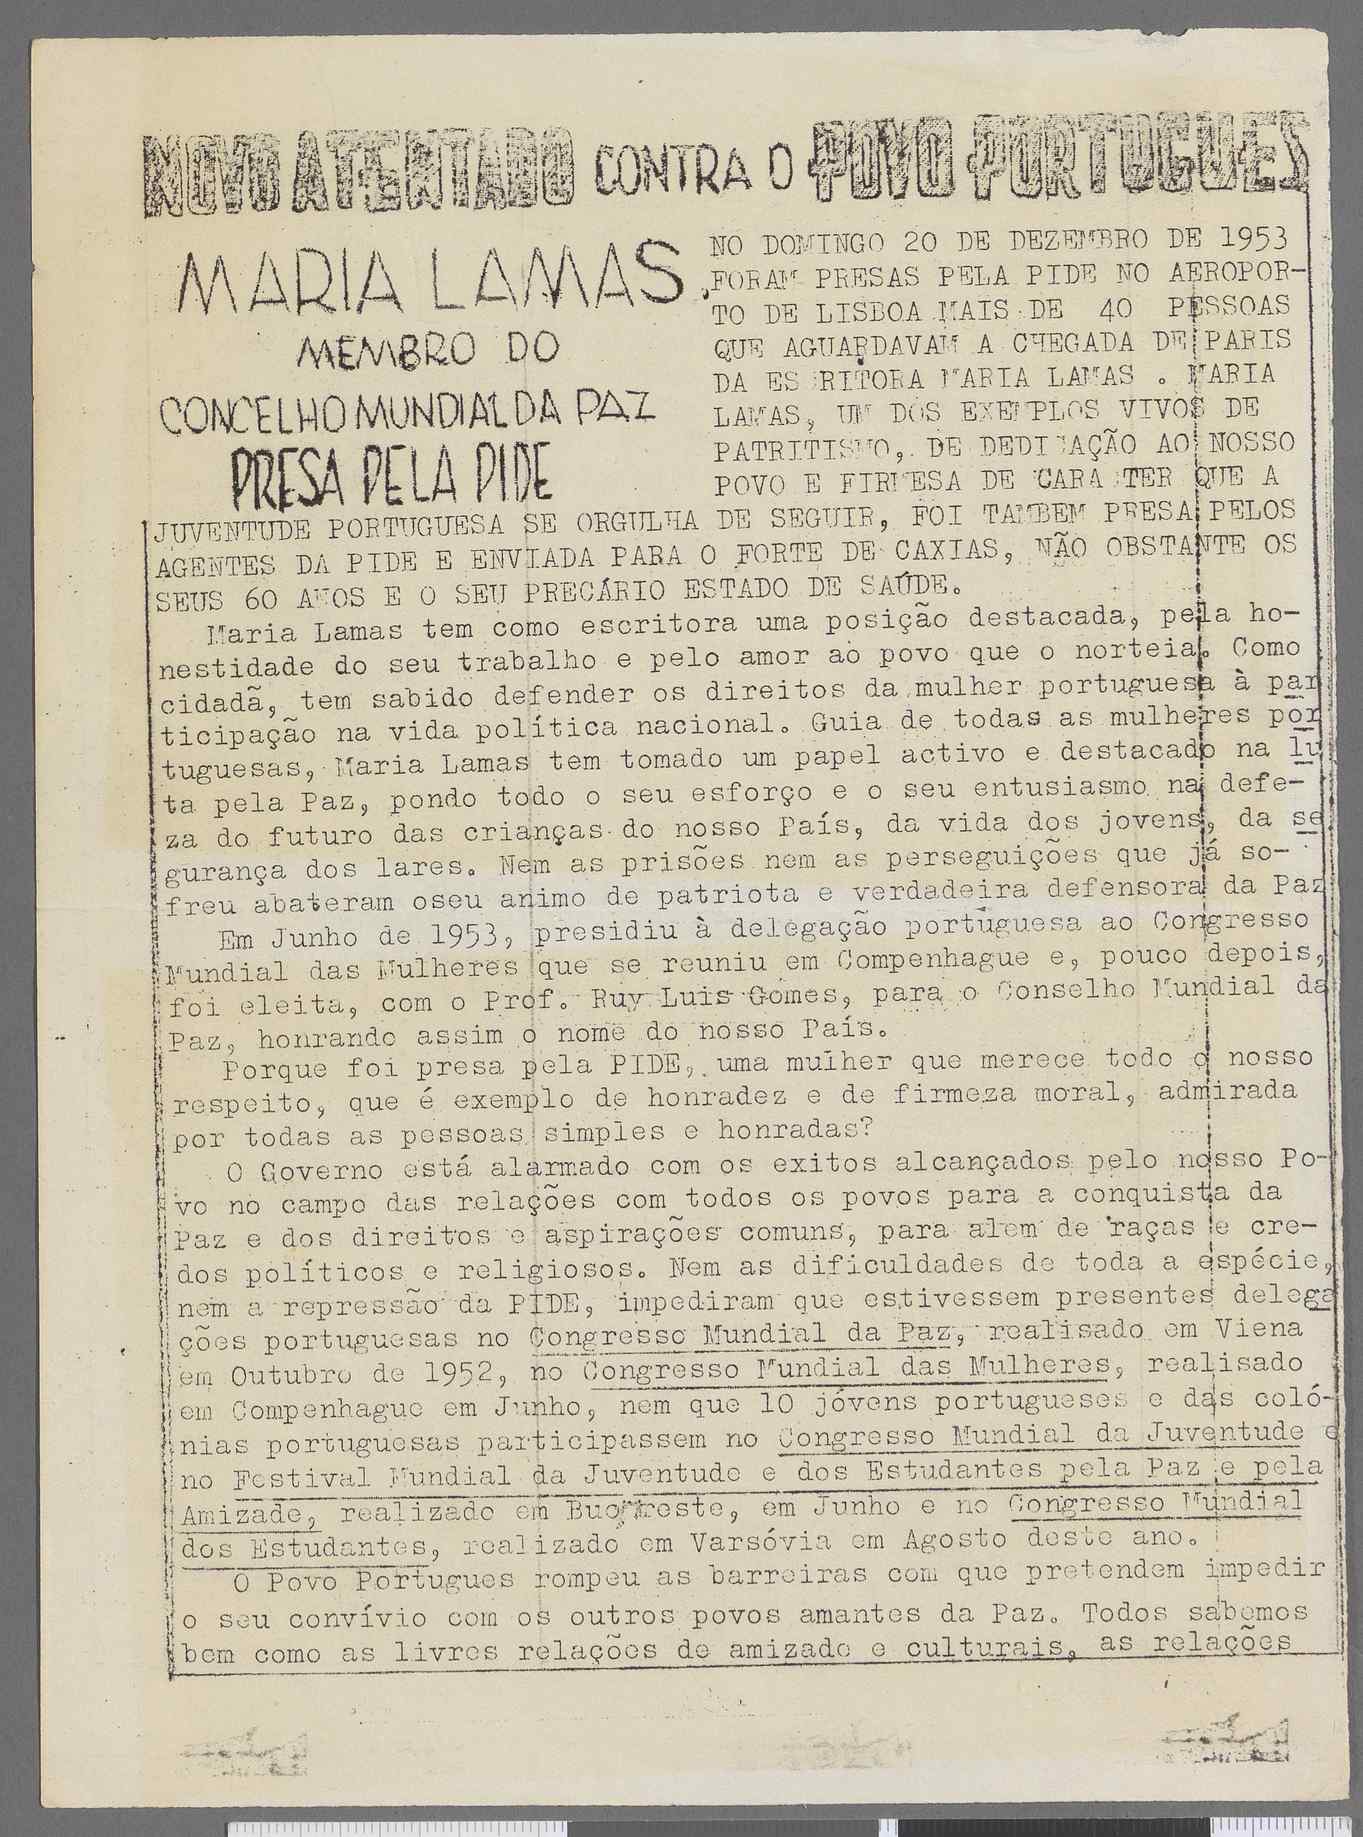 NOVO ATENTADO CONTRA O POVO PORTUGUES
MARIA LAMAS
MEMBRO DO
CONCELHO MUNDIAL DA PAZ
PRESA PELA PIDE
NO DOMINGO 20 DE DEZEMBRO DE 1953
FORAM PRESAS PELA PIDE NO AEROPOR-
TO DE LISBOA MAIS DE 40 PESSOAS
QUE AGUARDAVAM A CHEGADA DE PARIS
DA ESCRITORA MARIA LAMAS . MARIA
LAMAS, UM DOS EXEMPLOS VIVOS DE
PATRITISMO, DE DEDICAÇÃO AO NOSSO
POVO E FIRMESA DE CARACTER QUE A
JUVENTUDE PORTUGUESA SE ORGULHA DE SEGUIR, FOI TAMBEM PRESA PELOS
AGENTES DA PIDE E ENVIADA PARA O FORTE DE CAXIAS, NÃO OBSTANTE OS
SEUS 60 ANOS E O SEU PRECÁRIO ESTADO DE SAÚDE.
Maria Lamas tem como escritora uma posição destacada, pela ho-
nestidade do seu trabalho e pelo amor ao povo que o norteia. Como
cidadã, tem sabido defender os direitos da mulher portuguesa à par
ticipação na vida política nacional. Guia de todas as mulheres por
tuguesas, Maria Lamas tem tomado um papel activo e destacado na lu
ta pela Paz, pondo todo o seu esforço e o seu entusiasmo na defe-
za do futuro das crianças do nosso País, da vida dos jovens, da se
gurança dos lares. Nem as prisões nem as perseguições que já so-
freu abateram oseu animo de patriota e verdadeira defensora da Paz
Em Junho de 1953, presidiu à delegação portuguesa ao Congresso
Mundial das Mulheres que se reuniu em Compenhague e, pouco depois,
foi eleita, com o Prof. Ruy Luis Gomes, para o Conselho Mundial da
Paz, honrando assim o nome do nosso País.
Porque foi presa pela PIDE, uma mulher que merece todo o nosso
respeito, que é exemplo de honradez e de firmeza moral, admirada
por todas as pessoas simples e honradas?
O Governo está alarmado com os exitos alcançados pelo nosso Po-
vo no campo das relações com todos os povos para a conquista da
Paz e dos direitos e aspirações comuns, para alem de raças e cre-
dos políticos e religiosos. Nem as dificuldades de toda a espécie,
nem a repressão da PIDE, impediram que estivessem presentes delega
ções portuguesas no Congresso Mundial da Paz, realisado em Viena
em Outubro de 1952, no Congresso Mundial das Mulheres, realisado
em Compenhague em Junho, nem que 10 jóvens portugueses e das coló-
nias portuguesas participassem no Congresso Mundial da Juventude e
no Festival Mundial da Juventude e dos Estudantes pela Paz e pela
Amizade, realizado em Bucareste, em Junho e no Congresso Mundial
dos Estudantes, realizado em Varsóvia em Agosto deste ano.
O Povo Portugues rompeu as barreiras com que pretendem impedir
o seu convívio com os outros povos amantes da Paz. Todos sabemos
bem como as livres relações de amizade e culturais, as relações